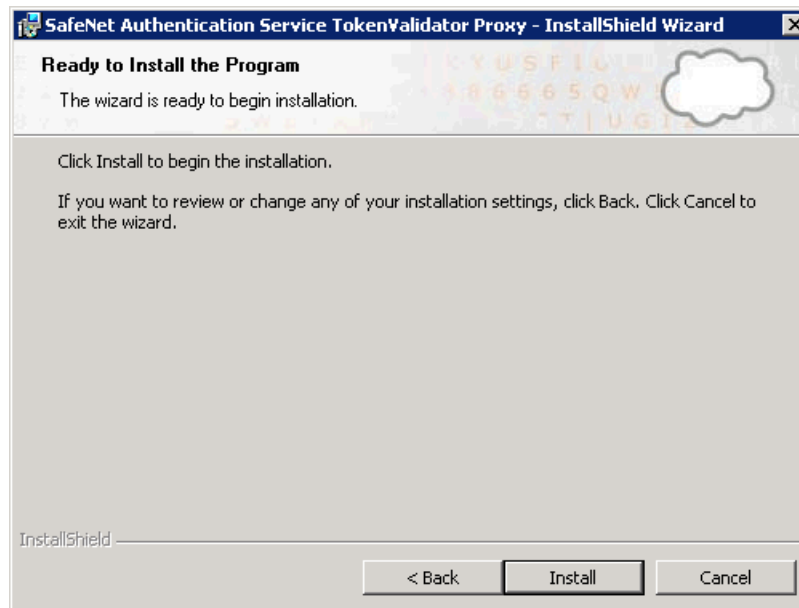 SafeNet Authentication Service TokenValidator Proxy - InstallShield Wizard
Ready to Install the Program
The wizard is ready to begin installation.
Click Install to begin the installation.
If you want to review or change any of your installation settings, click Back. Click Cancel to
exit the wizard.
InstallShield
< Back
Install
Cancel